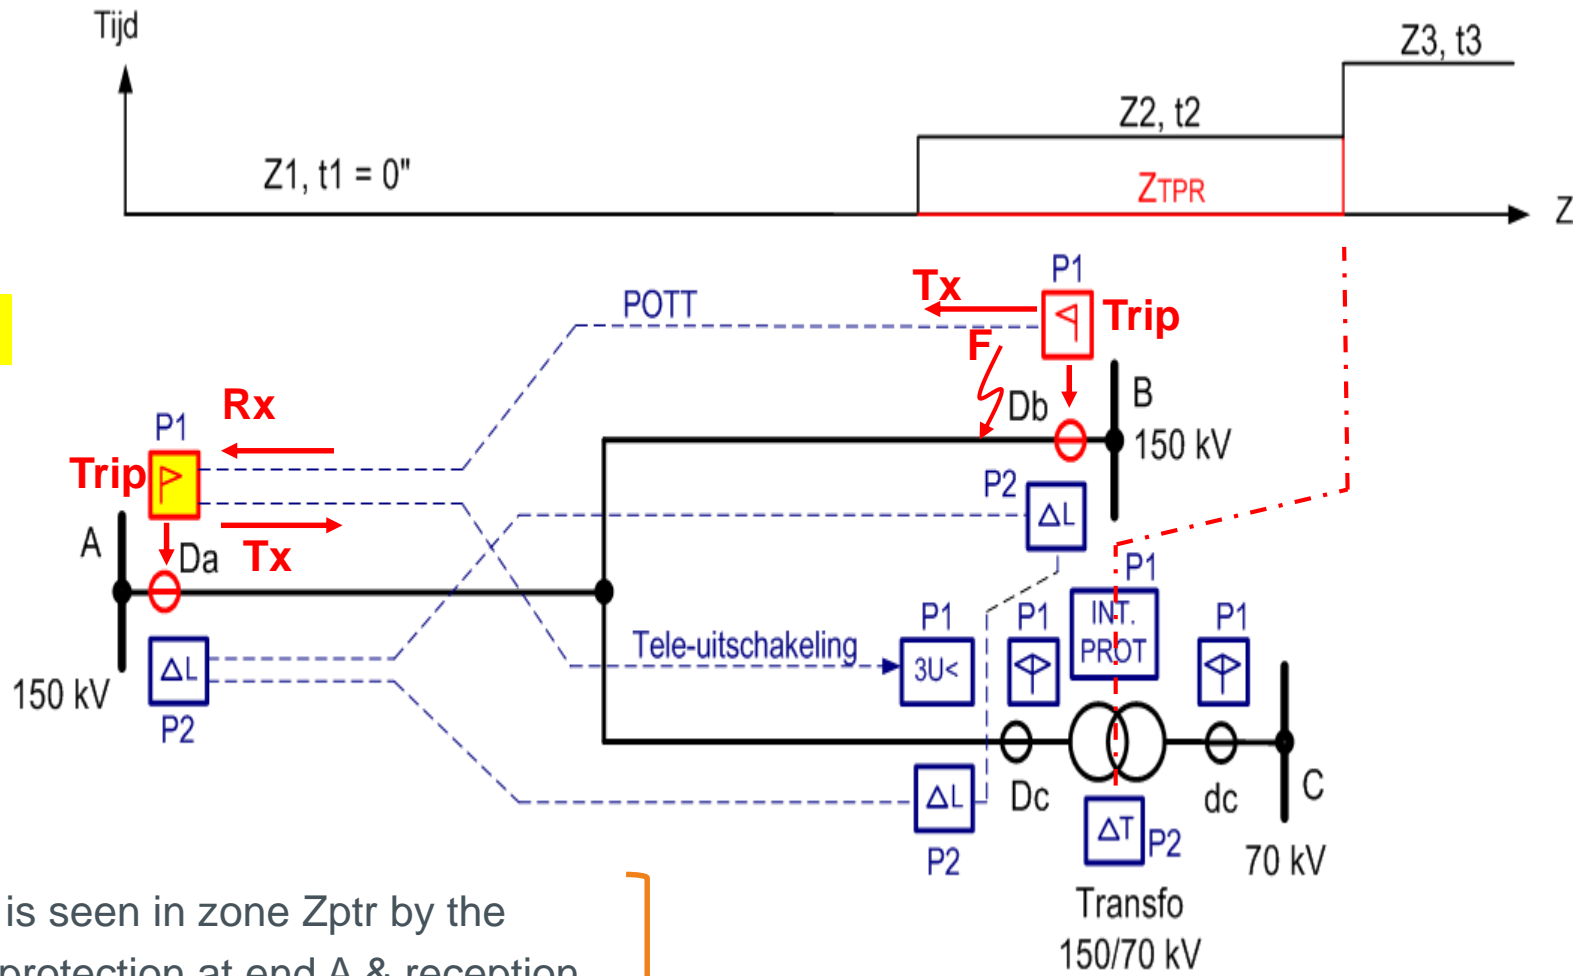 Tijd
Z3, t3
Z2, t2
Z1, t1 = 0"
ZTPR
Z
P1
Tx
POTT
Trip
F
Rx
Db
B
P1
150 kV
Trip
P2
ΔL
A
Da
Tx
P1
INT.
PROT
P1
P1
P1
Tele-uitschakeling
3U<
ΔL
150 kV
P2
Dc
dc
C
ΔL
ΔT
P2
P2
70 kV
Transfo
150/70 kV
is seen in zone Zptr by the
protection at end A & reception